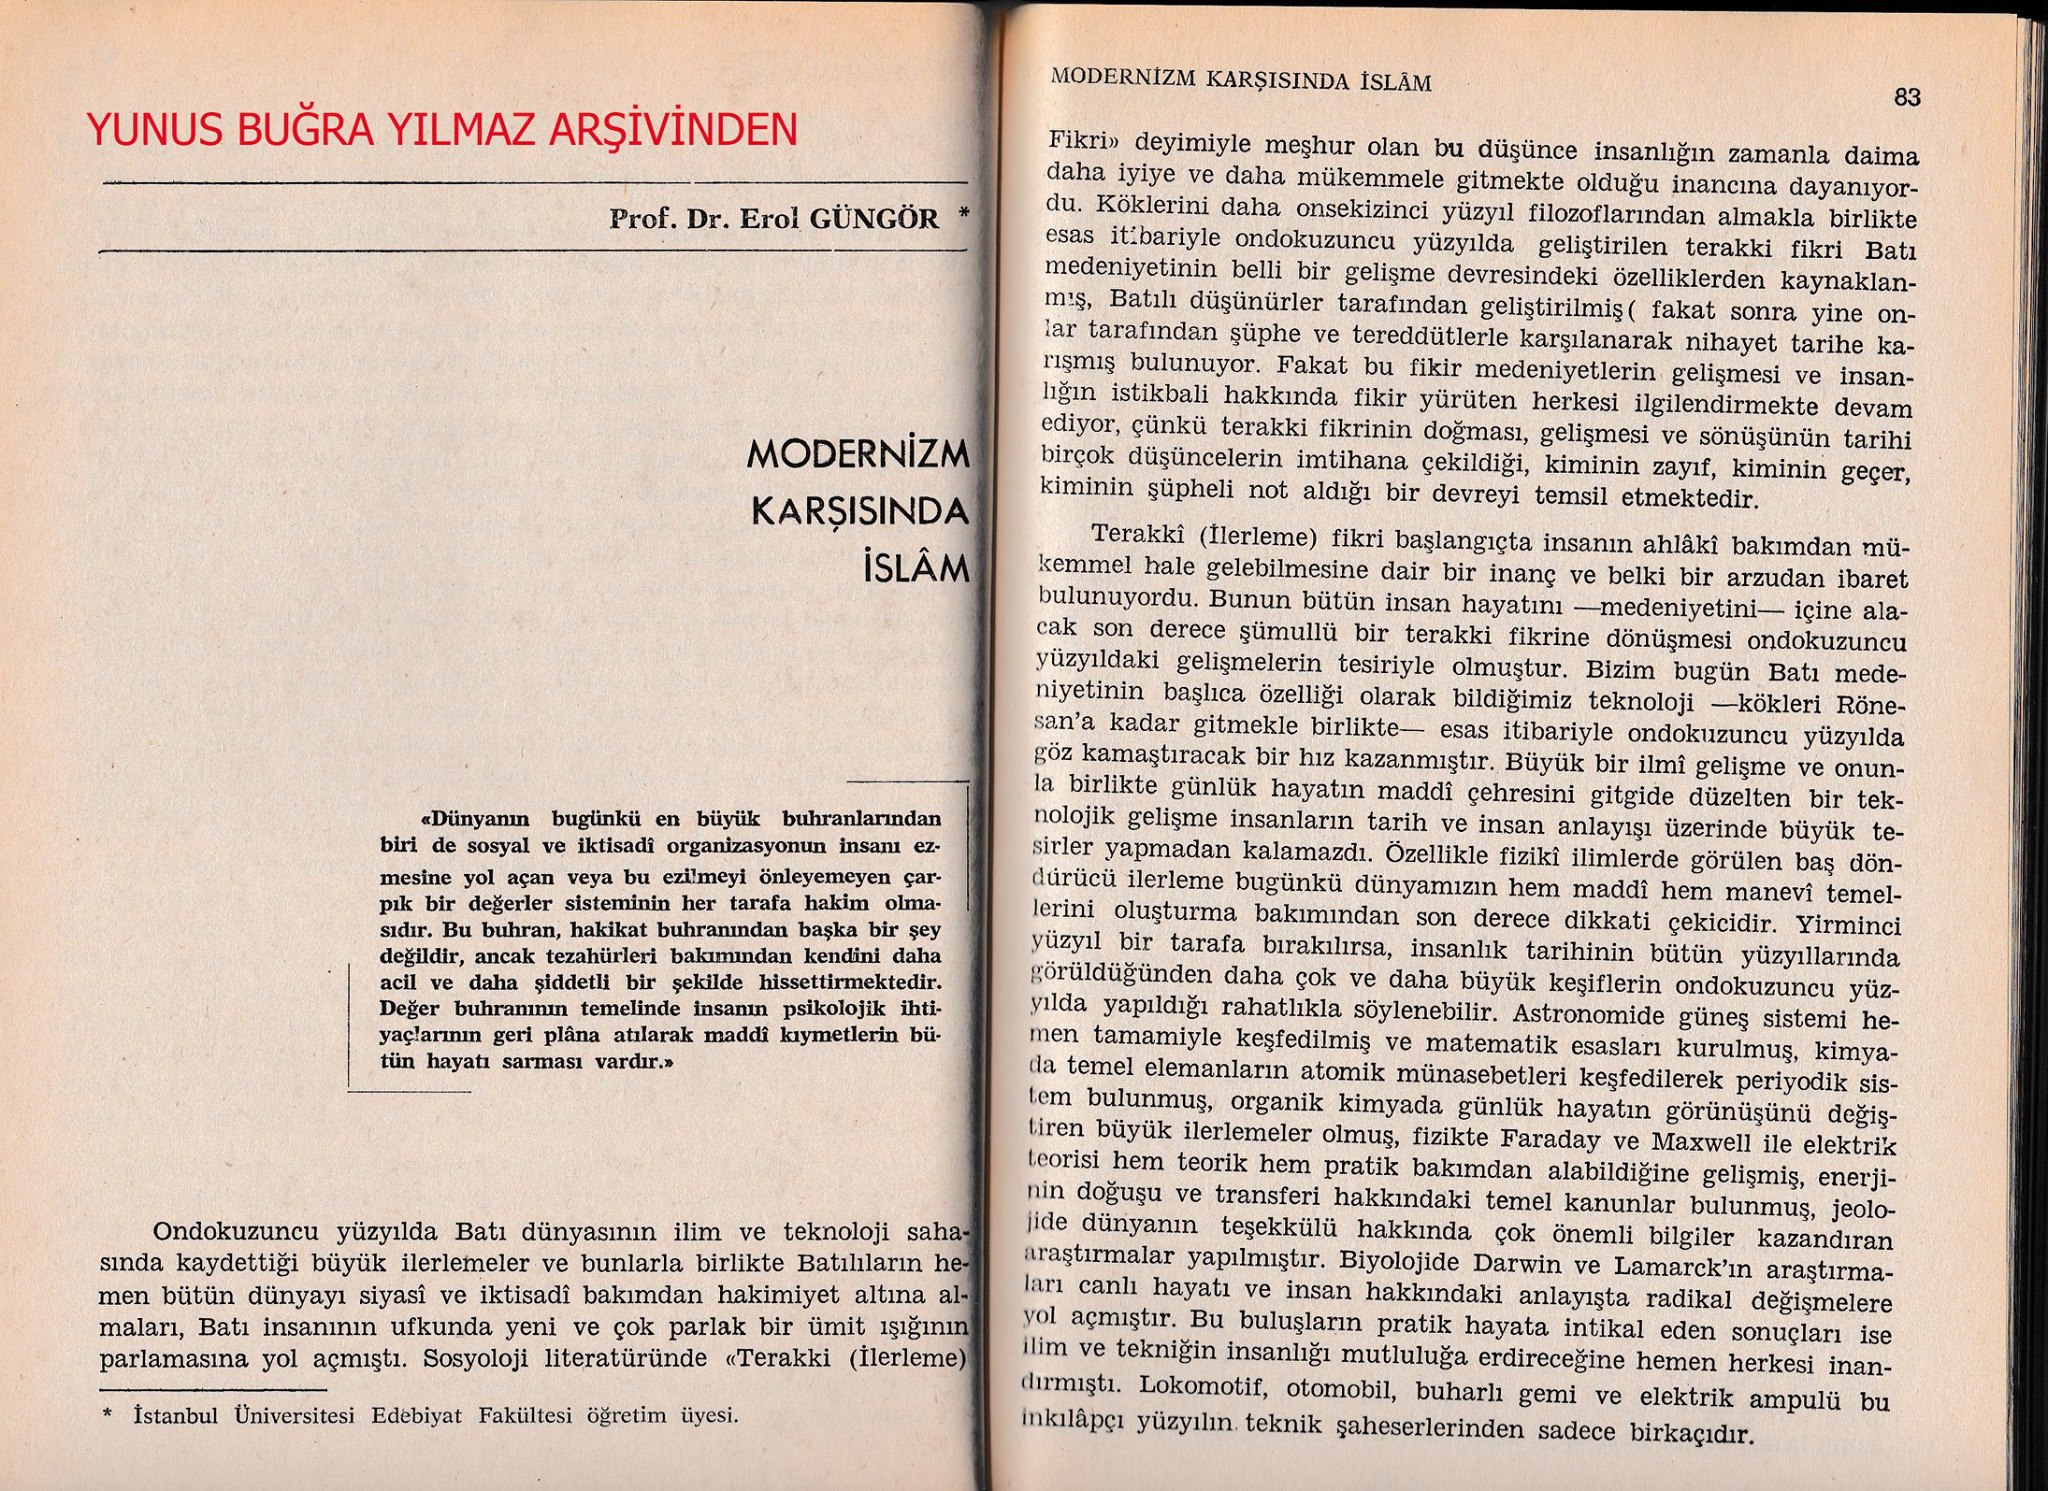 YUNUS BUĞRA YILMAZ ARŞİVİNDEN
Prof. Dr. Erol GÜNGÖR *
MODERNİZM
KARŞISINDA
İSLÂM
«Dünyanın bugünkü en büyük buhranlarından
biri de sosyal ve iktisadî organizasyonun insanı ez-
mesine yol açan veya bu ezilmeyi önleyemeyen çar-
pık bir değerler sisteminin her tarafa hakim olma-
sıdır. Bu buhran, hakikat buhranından başka bir şey
değildir, ancak tezahürleri bakımından kendini daha
acil ve daha şiddetli bir şekilde hissettirmektedir.
Değer buhranının temelinde insanın psikolojik ihti-
yaçlarının geri plâna atılarak maddî kıymetlerin bü-
tün hayatı sarması vardır.»
Ondokuzuncu yüzyılda Batı dünyasının ilim ve teknoloji saha-
sında kaydettiği büyük ilerlemeler ve bunlarla birlikte Batılıların he-
men bütün dünyayı siyasî ve iktisadî bakımdan hakimiyet altına al-
maları, Batı insanının ufkunda yeni ve çok parlak bir ümit ışığının
parlamasına yol açmıştı. Sosyoloji literatüründe «Terakki (İlerleme)
* İstanbul Üniversitesi Edebiyat Fakültesi öğretim üyesi.
MODERNİZM KARŞISINDA İSLÂM
83
Fikri» deyimiyle meşhur olan bu düşünce insanlığın zamanla daima
daha iyiye ve daha mükemmele gitmekte olduğu inancına dayanıyor-
du. Köklerini daha onsekizinci yüzyıl filozoflarından almakla birlikte
esas itibariyle ondokuzuncu yüzyılda geliştirilen terakki fikri Batı
medeniyetinin belli bir gelişme devresindeki özelliklerden kaynaklan-
mış, Batılı düşünürler tarafından geliştirilmiş( fakat sonra yine on-
lar tarafından şüphe ve tereddütlerle karşılanarak nihayet tarihe ka-
rışmış bulunuyor. Fakat bu fikir medeniyetlerin gelişmesi ve insan-
lığın istikbali hakkında fikir yürüten herkesi ilgilendirmekte devam
ediyor, çünkü terakki fikrinin doğması, gelişmesi ve sönüşünün tarihi
birçok düşüncelerin imtihana çekildiği, kiminin zayıf, kiminin geçer,
kiminin şüpheli not aldığı bir devreyi temsil etmektedir.
Terakkî (İlerleme) fikri başlangıçta insanın ahlâkî bakımdan mü-
kemmel hale gelebilmesine dair bir inanç ve belki bir arzudan ibaret
bulunuyordu. Bunun bütün insan hayatını —medeniyetini— içine ala-
cak son derece şümullü bir terakki fikrine dönüşmesi ondokuzuncu
yüzyıldaki gelişmelerin tesiriyle olmuştur. Bizim bugün Batı mede-
niyetinin başlıca özelliği olarak bildiğimiz teknoloji —kökleri Röne-
san'a kadar gitmekle birlikte— esas itibariyle ondokuzuncu yüzyılda
göz kamaştıracak bir hız kazanmıştır. Büyük bir ilmî gelişme ve onun-
la birlikte günlük hayatın maddî çehresini gitgide düzelten bir tek-
nolojik gelişme insanların tarih ve insan anlayışı üzerinde büyük te-
sirler yapmadan kalamazdı. Özellikle fizikî ilimlerde görülen baş dön-
dürücü ilerleme bugünkü dünyamızın hem maddî hem manevî temel-
lerini oluşturma bakımından son derece dikkati çekicidir. Yirminci
yüzyıl bir tarafa bırakılırsa, insanlık tarihinin bütün yüzyıllarında
görüldüğünden daha çok ve daha büyük keşiflerin ondokuzuncu yüz-
yılda yapıldığı rahatlıkla söylenebilir. Astronomide güneş sistemi he-
men tamamiyle keşfedilmiş ve matematik esasları kurulmuş, kimya-
da temel elemanların atomik münasebetleri keşfedilerek periyodik sis-
tem bulunmuş, organik kimyada günlük hayatın görünüşünü değiş-
tiren büyük ilerlemeler olmuş, fizikte Faraday ve Maxwell ile elektrik
teorisi hem teorik hem pratik bakımdan alabildiğine gelişmiş, enerji-
nin doğuşu ve transferi hakkındaki temel kanunlar bulunmuş, jeolo-
jide dünyanın teşekkülü hakkında çok önemli bilgiler kazandıran
araştırmalar yapılmıştır. Biyolojide Darwin ve Lamarck'ın araştırma-
ları canlı hayatı ve insan hakkındaki anlayışta radikal değişmelere
yol açmıştır. Bu buluşların pratik hayata intikal eden sonuçları ise
ilim ve tekniğin insanlığı mutluluğa erdireceğine hemen herkesi inan-
dırmıştı. Lokomotif, otomobil, buharlı gemi ve elektrik ampulü bu
inkılâpçı yüzyılın teknik şaheserlerinden sadece birkaçıdır.